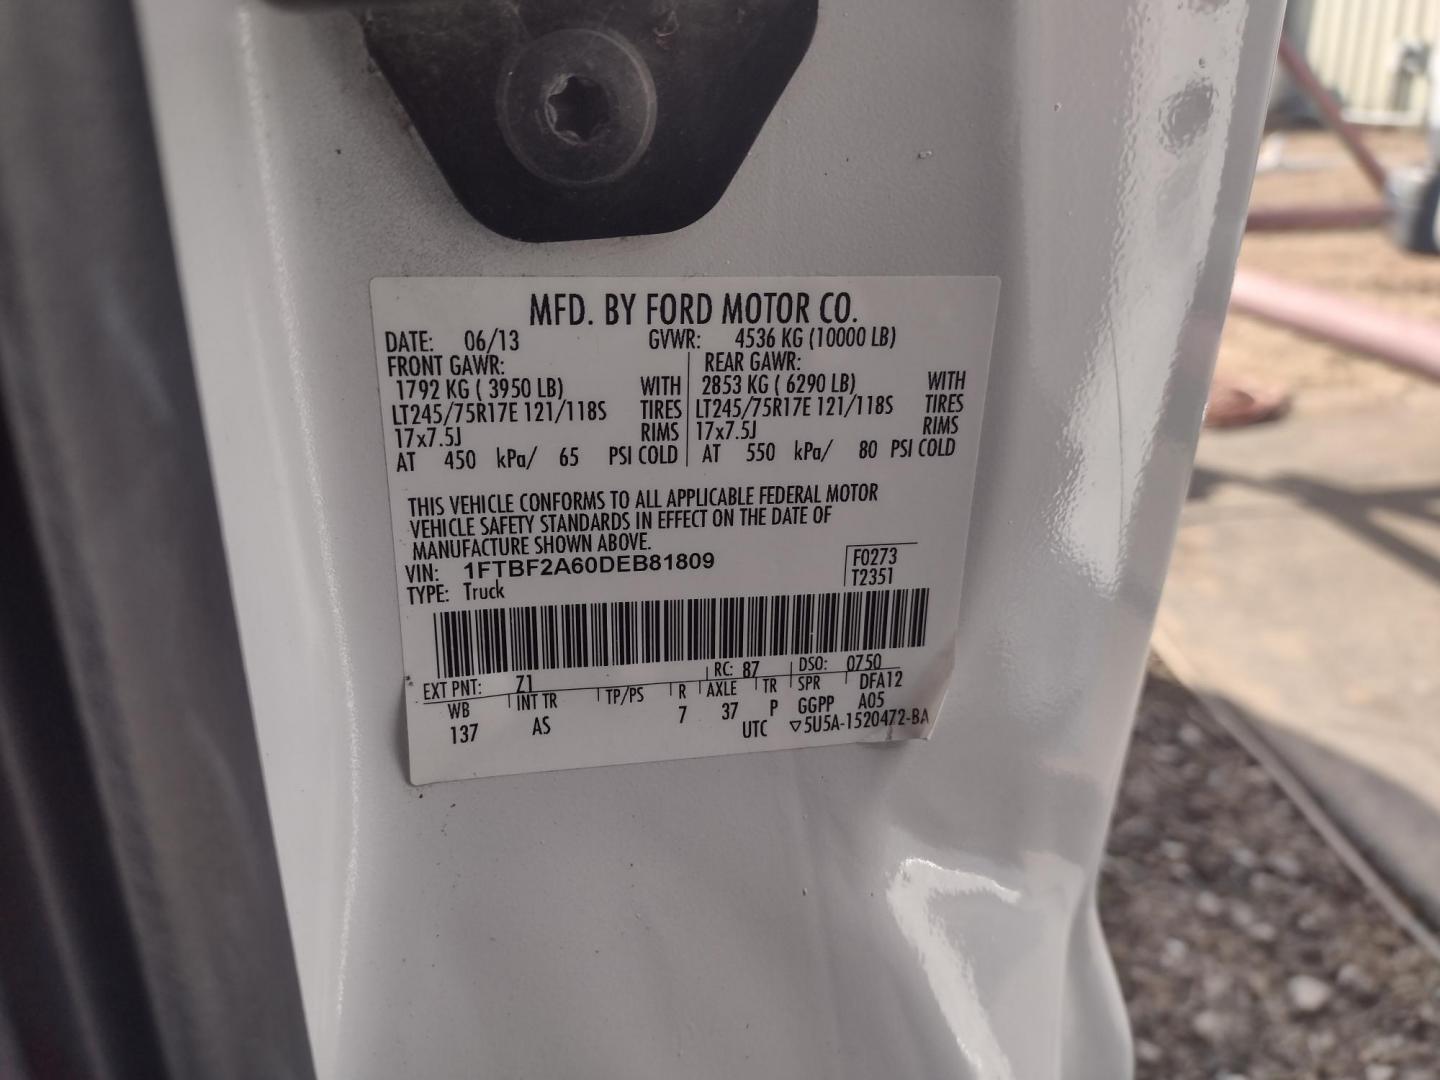 MFD. BY FORD MOTOR CO.
DATE: 06/13 GVWR: 4536 KG (10000 LB)
FRONT GAWR: REAR GAWR:
1792 KG ( 3950 LB) WITH 2853 KG ( 6290 LB) WITH
LT245/75R17E 121/118S TIRES LT245/75R17E 121/118S TIRES
17x7.5J RIMS 17x7.5J RIMS
AT 450 kPa/ 65 PSI COLD AT 550 kPa/ 80 PSI COLD
THIS VEHICLE CONFORMS TO ALL APPLICABLE FEDERAL MOTOR
VEHICLE SAFETY STANDARDS IN EFFECT ON THE DATE OF
MANUFACTURE SHOWN ABOVE.
VIN: 1FTBF2A60DEB81809 F0273
TYPE: Truck T2351
EXT PNT: Z1 RC: 87 DSO: 0750
WB INT TR TP/PS R AXLE TR SPR DFA12
137 AS 7 37 P GGPP A05
UTC ▽5U5A-1520472-BA